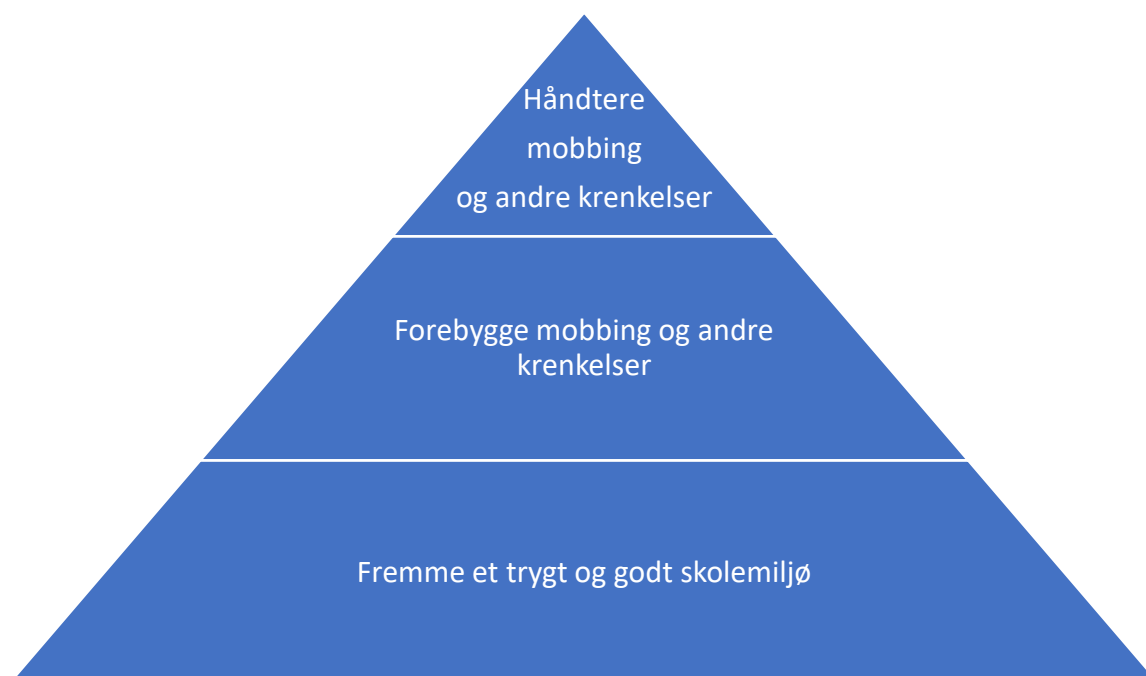 Håndtere
mobbing
og andre krenkelser
Forebygge mobbing og andre
krenkelser
Fremme et trygt og godt skolemiljø